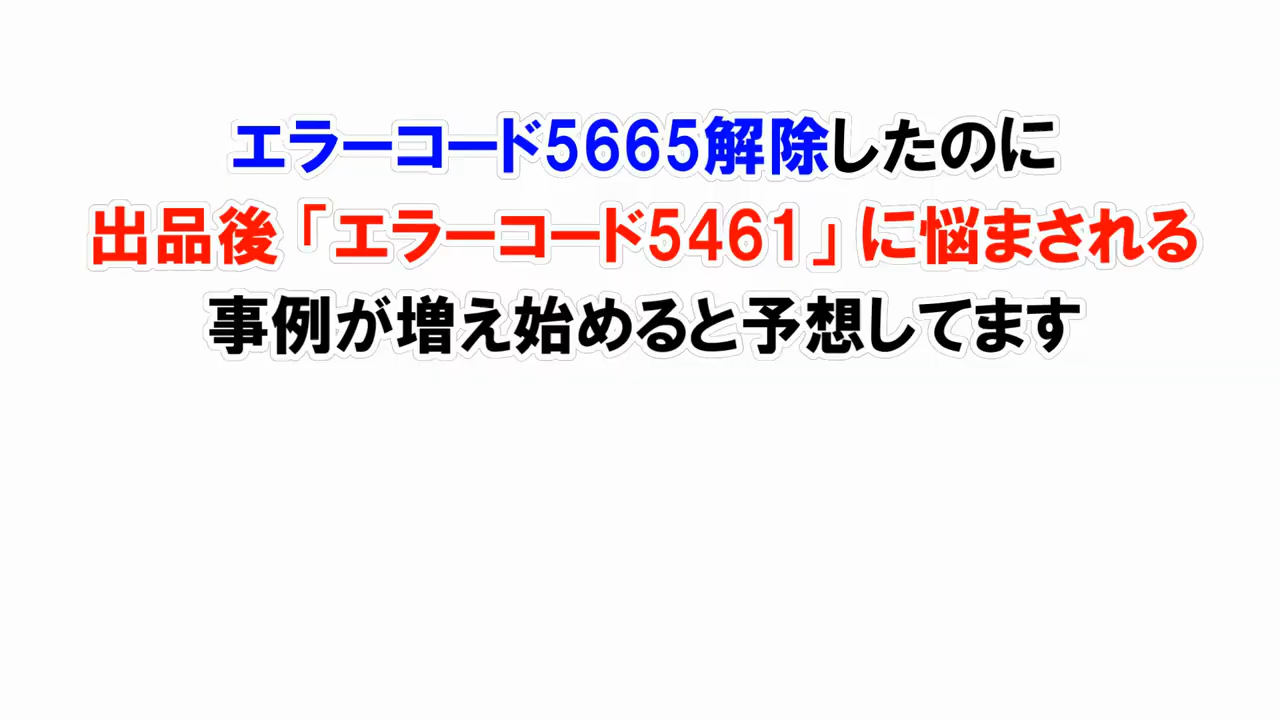 エラーコード5665解除したのに
出品後「エラーコード5461」に悩まされる
事例が増え始めると予想してます